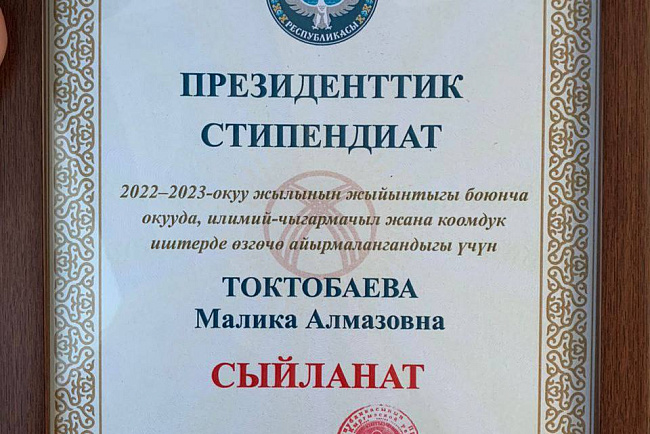 РЕСПУБЛИКАСЫ
ПРЕЗИДЕНТТИК
СТИПЕНДИАТ
2022–2023-окуу жылынын жыйынтыгы боюнча
окууда, илимий-чыгармачыл жана коомдук
иштерде өзгөчө айырмалангандыгы үчүн
ТОКТОБАЕВА
Малика Алмазовна
СЫЙЛАНАТ